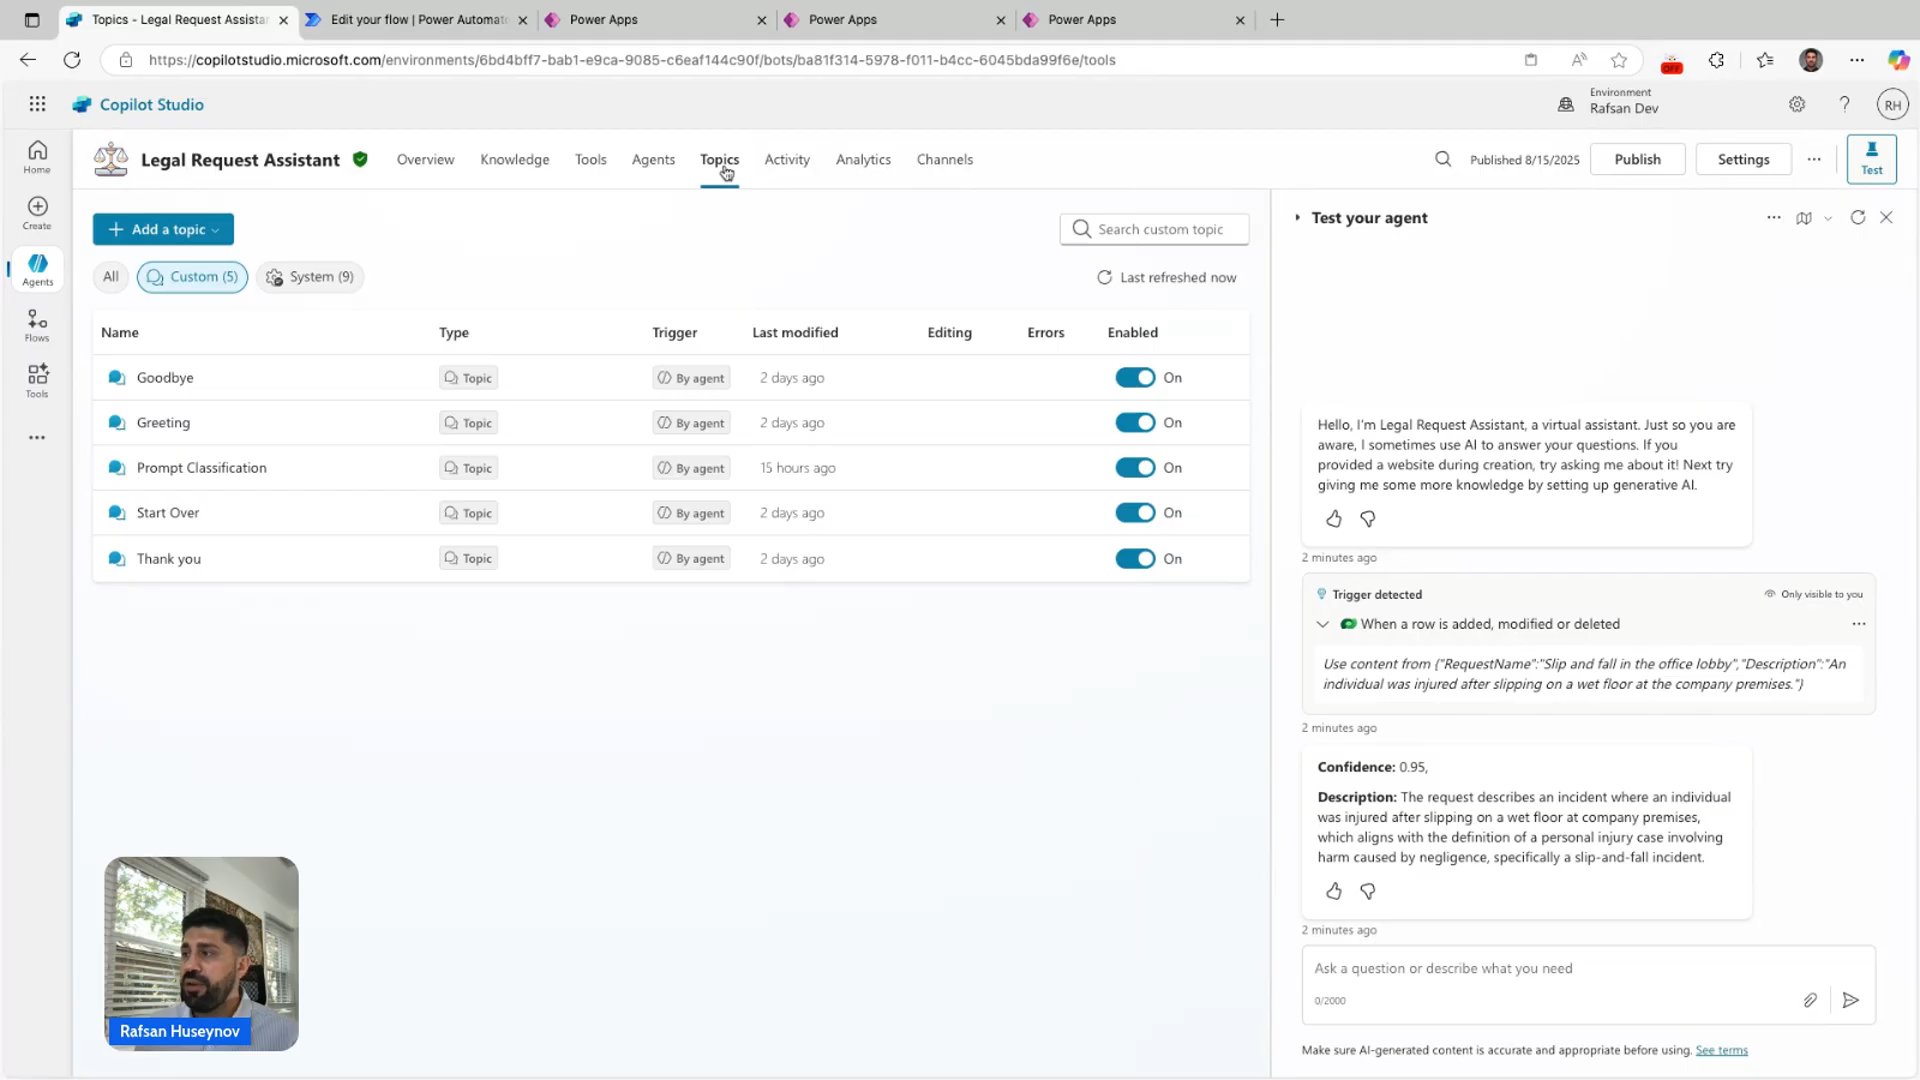 Topics - Legal Request Assistan
Edit your flow | Power Automate
Power Apps
Power Apps
Power Apps
https://copilotstudio.microsoft.com/environments/6bd4bff7-bab1-e9ca-9085-c6eaf144c90f/bots/ba81f314-5978-f011-b4cc-6045bda99f6e/tools
OFF
Copilot Studio
Environment
Rafsan Dev
RH
Home
Create
Agents
Flows
Tools
Legal Request Assistant
Overview
Knowledge
Tools
Agents
Topics
Activity
Analytics
Channels
Published 8/15/2025
Publish
Settings
Test
Add a topic
Search custom topic
All
Custom (5)
System (9)
Last refreshed now
Name Type Trigger Last modified Editing Errors Enabled
Goodbye Topic By agent 2 days ago On
Greeting Topic By agent 2 days ago On
Prompt Classification Topic By agent 15 hours ago On
Start Over Topic By agent 2 days ago On
Thank you Topic By agent 2 days ago On
Test your agent
Hello, I'm Legal Request Assistant, a virtual assistant. Just so you are
aware, I sometimes use AI to answer your questions. If you
provided a website during creation, try asking me about it! Next try
giving me some more knowledge by setting up generative AI.
2 minutes ago
Trigger detected
Only visible to you
When a row is added, modified or deleted
Use content from {"RequestName":"Slip and fall in the office lobby","Description":"An
individual was injured after slipping on a wet floor at the company premises."}
2 minutes ago
Confidence: 0.95,
Description: The request describes an incident where an individual
was injured after slipping on a wet floor at company premises,
which aligns with the definition of a personal injury case involving
harm caused by negligence, specifically a slip-and-fall incident.
2 minutes ago
Ask a question or describe what you need
0/2000
Make sure AI-generated content is accurate and appropriate before using. See terms
Rafsan Huseynov